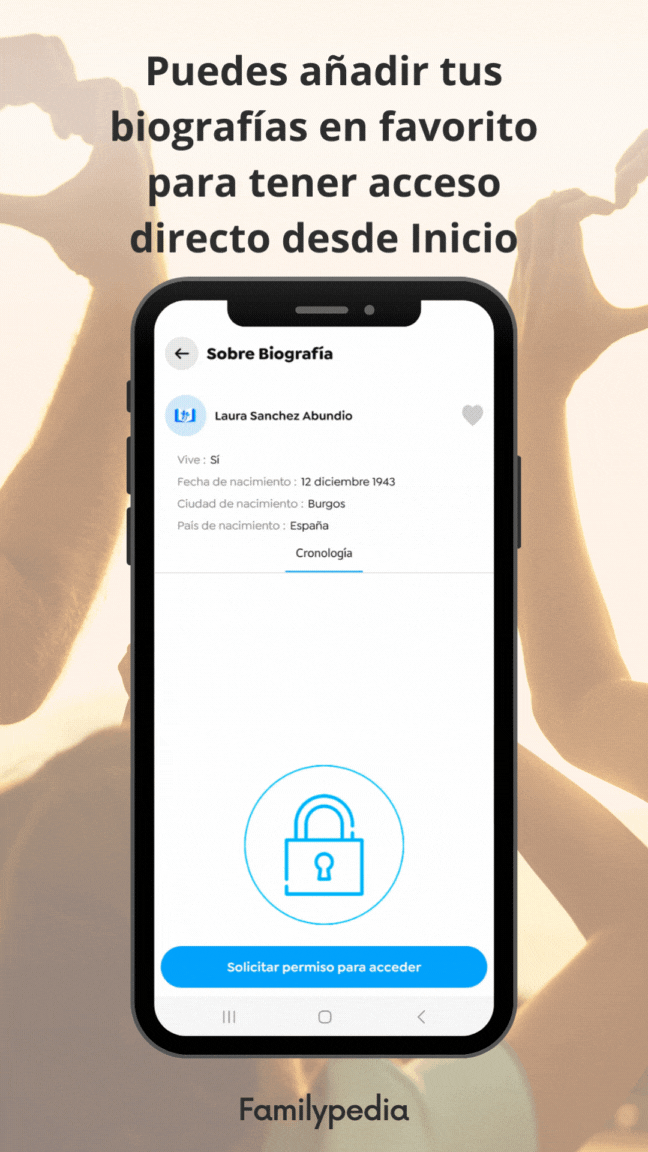 Puedes añadir tus
biografías en favorito
para tener acceso
directo desde Inicio
Sobre Biografía
Laura Sanchez Abundio
Vive : Sí
Fecha de nacimiento : 12 diciembre 1943
Ciudad de nacimiento : Burgos
País de nacimiento : España
Cronología
Solicitar permiso para acceder
Familypedia